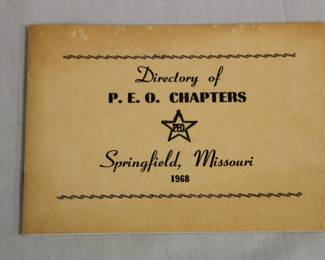 Directory of
P. E. O. CHAPTERS
PEO
Springfield, Missouri
1968